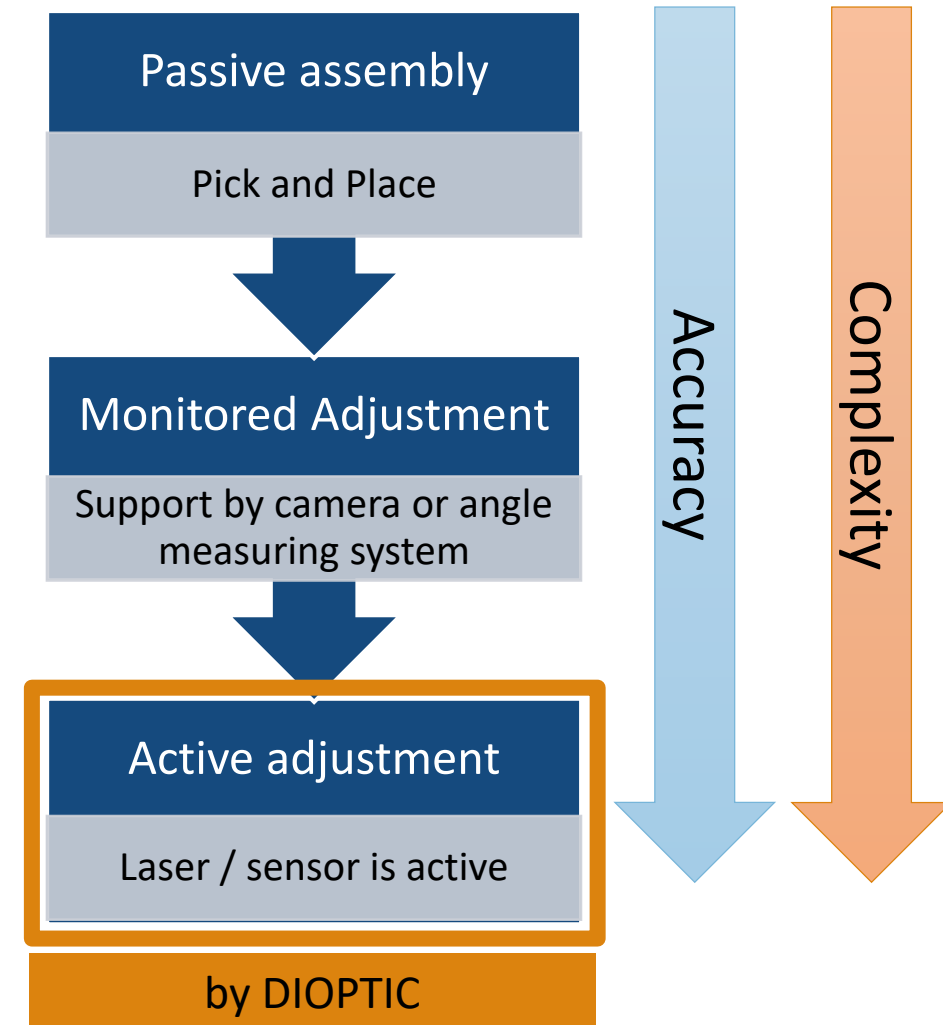 Passive assembly
Pick and Place
Monitored Adjustment
Support by camera or angle
measuring system
Active adjustment
Laser / sensor is active
by DIOPTIC
Accuracy
Complexity